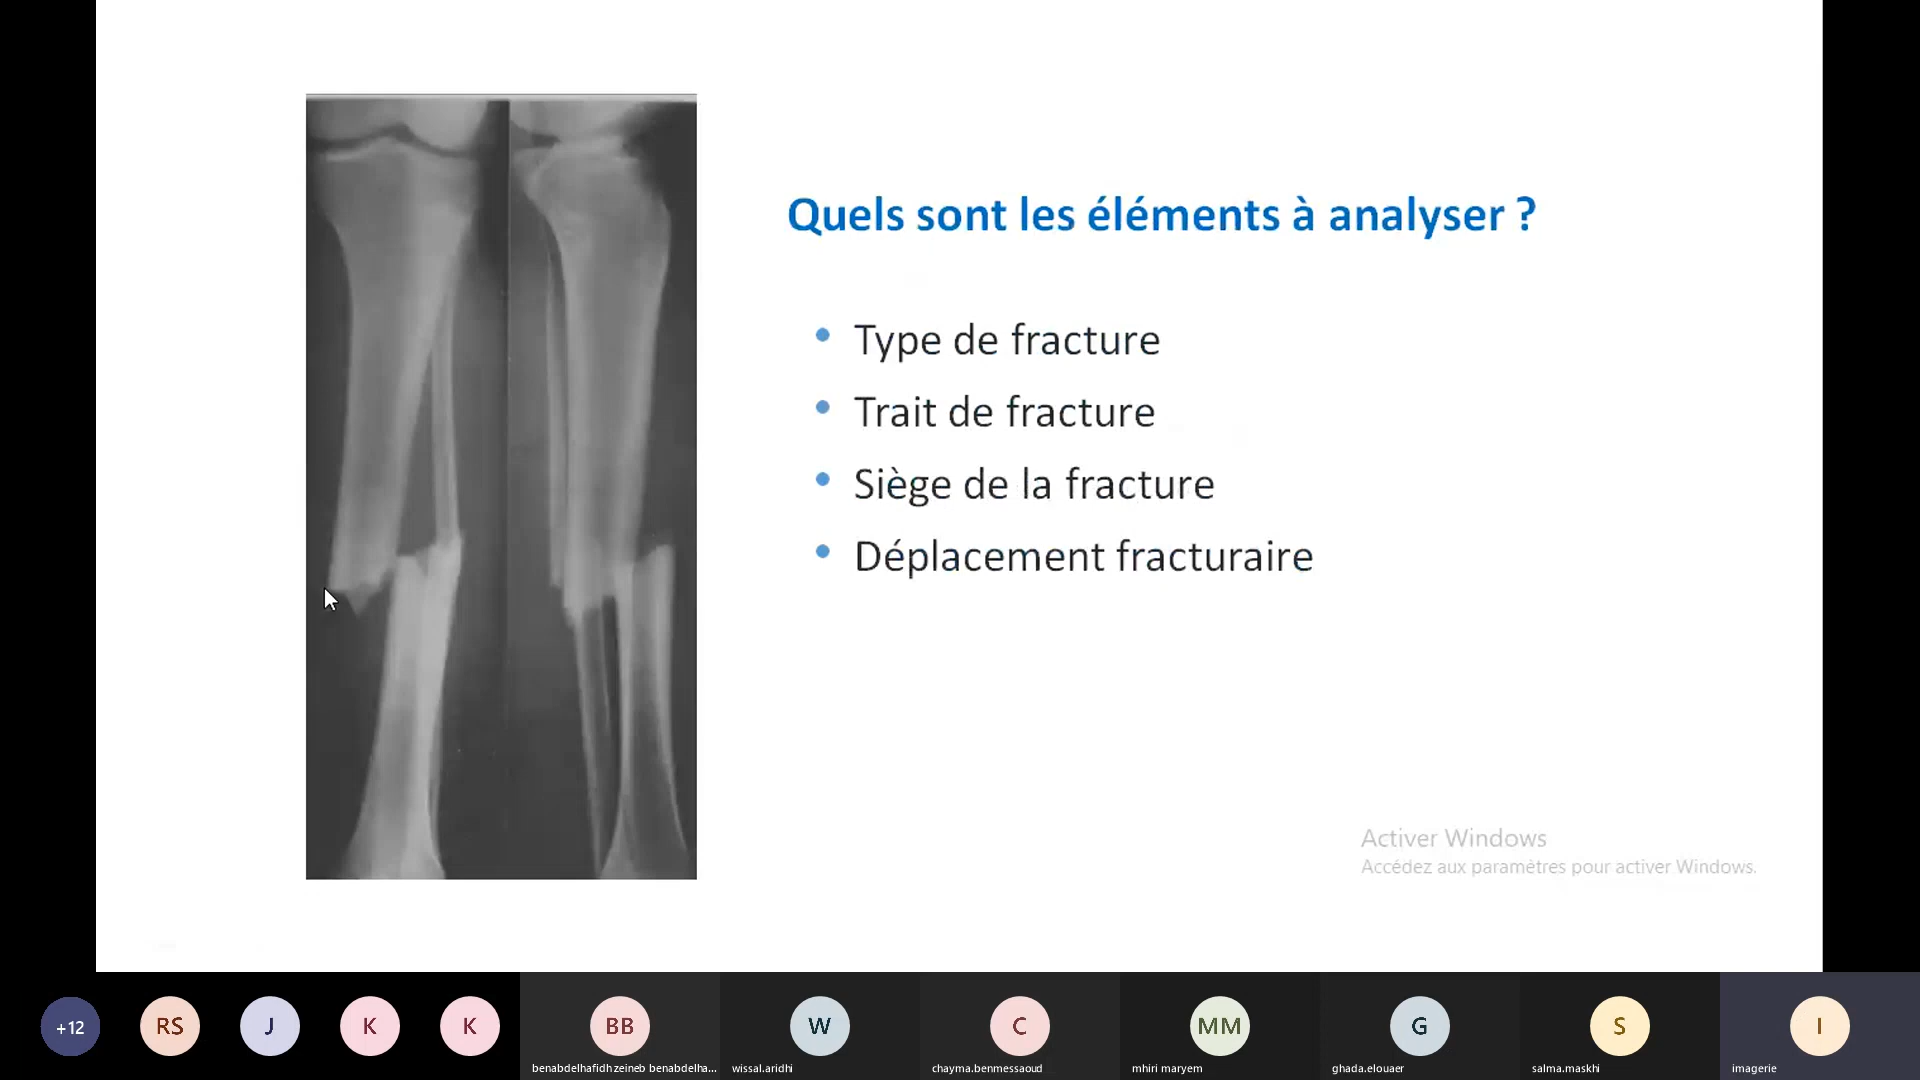 Quels sont les éléments à analyser ?
• Type de fracture
• Trait de fracture
• Siège de la fracture
• Déplacement fracturaire
Activer Windows
Accédez aux paramètres pour activer Windows.
+12
RS
J
K
K
BB
W
C
MM
G
S
I
benabdelhafidh zeineb benabdelha...
wissal.aridhi
chayma.benmessaoud
mhiri maryem
ghada.elouaer
salma.maskhi
imagerie